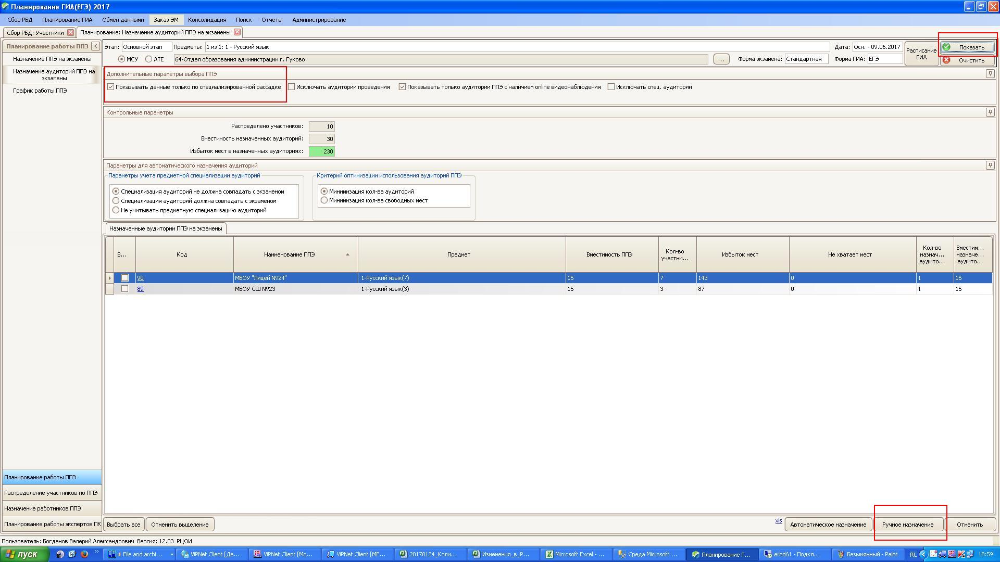 Планирование ГИА(ЕГЭ) 2017
Сбор РБД Планирование ГИА Обмен данными Заказ ЭМ Консолидация Поиск Отчеты Администрирование
Сбор РБД: Участники Планирование: Назначение аудиторий ППЭ на экзамены
Планирование работы ППЭ
Назначение ППЭ на экзамены
Назначение аудиторий ППЭ на экзамены
График работы ППЭ
Этап: Основной этап Предметы: 1 из 1: 1 - Русский язык Дата: Осн. - 09.06.2017 Расписание ГИА Показать
МСУ АТЕ 64-Отдел образования администрации г. Гуково ... Форма экзамена: Стандартная Форма ГИА: ЕГЭ Очистить
Дополнительные параметры выбора ППЭ
Показывать данные только по специализированной рассадке Исключать аудитории проведения Показывать только аудитории ППЭ с наличием online видеонаблюдения Исключать спец. аудитории
Контрольные параметры
Распределено участников: 10
Вместимость назначенных аудиторий: 30
Избыток мест в назначенных аудиториях: 230
Параметры для автоматического назначения аудиторий
Параметры учета предметной специализации аудиторий Критерий оптимизации использования аудиторий ППЭ
Специализация аудиторий не должна совпадать с экзаменом Минимизация кол-ва аудиторий
Специализация аудиторий должна совпадать с экзаменом Минимизация кол-ва свободных мест
Не учитывать предметную специализацию аудиторий
Назначенные аудитории ППЭ на экзамены
В... Код Наименование ППЭ Предмет Вместимость ППЭ Кол-во участни... Избыток мест Не хватает мест Кол-во назнач... аудито... Вместим... назначе... аудито...
90 МБОУ "Лицей №24" 1-Русский язык(7) 15 7 143 0 1 15
89 МБОУ СШ №23 1-Русский язык(3) 15 3 87 0 1 15
Планирование работы ППЭ
Распределение участников по ППЭ
Назначение работников ППЭ
Планирование работы экспертов ПК
Выбрать все Отменить выделение xls Автоматическое назначение Ручное назначение Отменить
Пользователь: Богданов Валерий Александрович Версия: 12.03 РЦОИ
пуск 4 File and archi... ViPNet Client [Де... ViPNet Client [Мо... ViPNet Client [MF... 20170124_Коли... Изменения_в_Р... Microsoft Excel - ... Среда Microsoft ... Планирование Г... erbd61 - Подкл... Безымянный - Paint RL 18:59